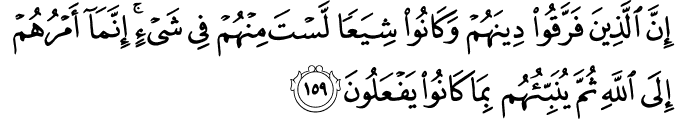 إِنَّ ٱلَّذِينَ فَرَّقُوا۟ دِينَهُمْ وَكَانُوا۟ شِيَعًا لَّسْتَ مِنْهُمْ فِى شَىْءٍ ۚ إِنَّمَآ أَمْرُهُمْ
إِلَى ٱللَّهِ ثُمَّ يُنَبِّئُهُم بِمَا كَانُوا۟ يَفْعَلُونَ ١٥٩